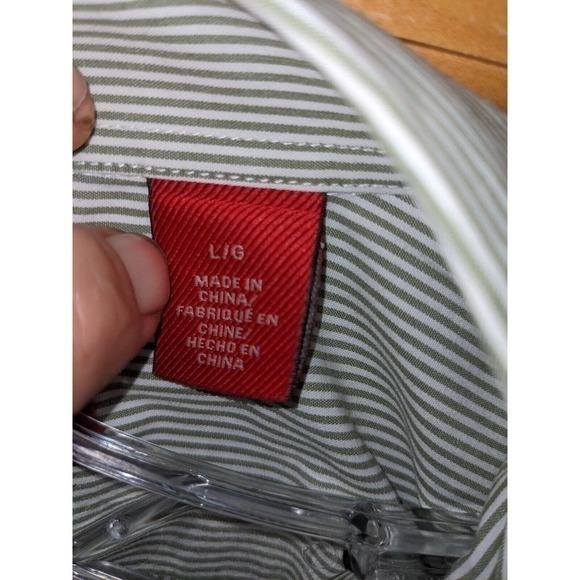 L/G
MADE IN
CHINA/
FABRIQUÉ EN
CHINE/
HECHO EN
CHINA